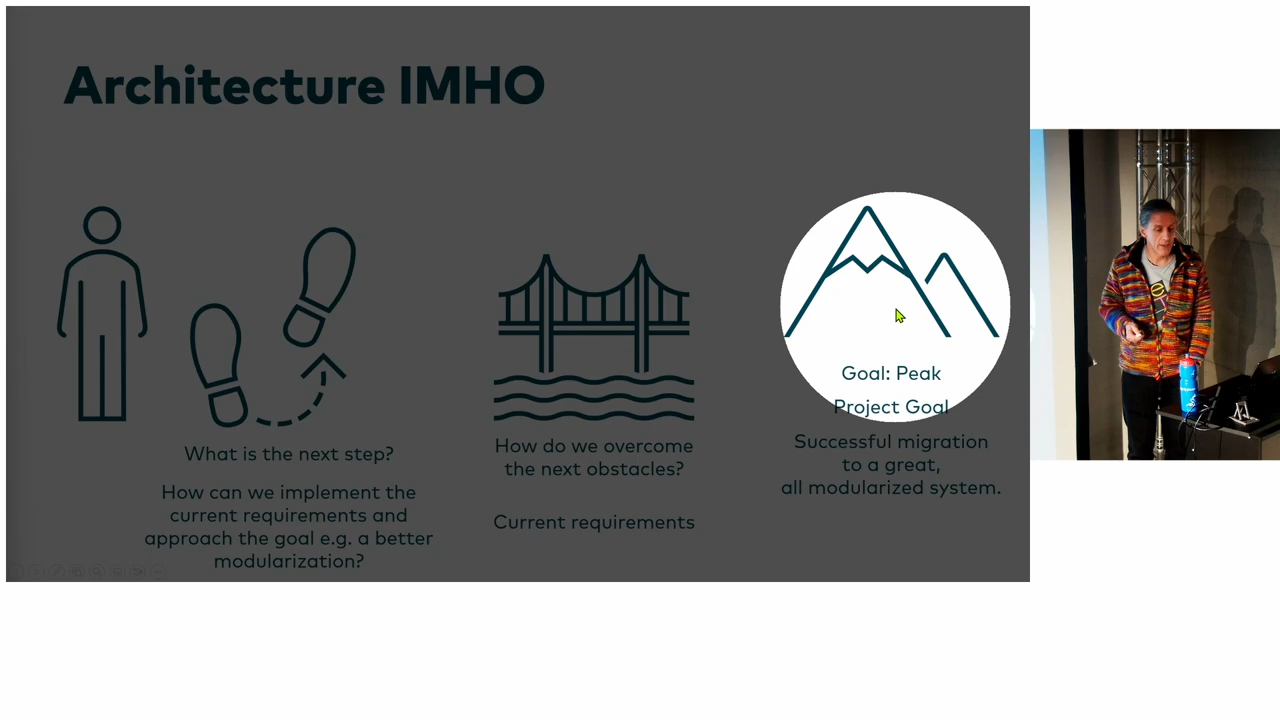 Architecture IMHO
What is the next step?
How can we implement the
current requirements and
approach the goal e.g. a better
modularization?
How do we overcome
the next obstacles?
Current requirements
Goal: Peak
Project Goal
Successful migration
to a great,
all modularized system.